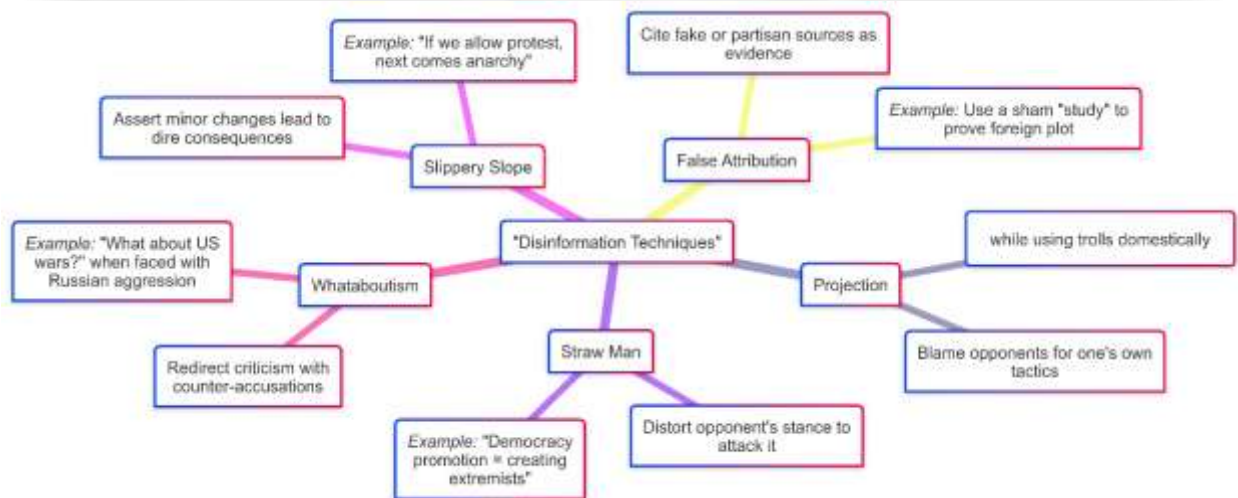 Example: "If we allow protest,
next comes anarchy"
Cite fake or partisan sources as
evidence
Assert minor changes lead to
dire consequences
Example: Use a sham "study" to
prove foreign plot
Slippery Slope
False Attribution
Example: "What about US
wars?" when faced with
Russian aggression
"Disinformation Techniques"
while using trolls domestically
Whataboutism
Projection
Redirect criticism with
counter-accusations
Straw Man
Blame opponents for one's own
tactics
Example: "Democracy
promotion = creating
extremists"
Distort opponent's stance to
attack it